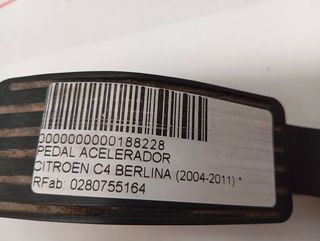 0000000000188228
PEDAL ACELERADOR
CITROEN C4 BERLINA (2004-2011) *
RFab: 0280755164